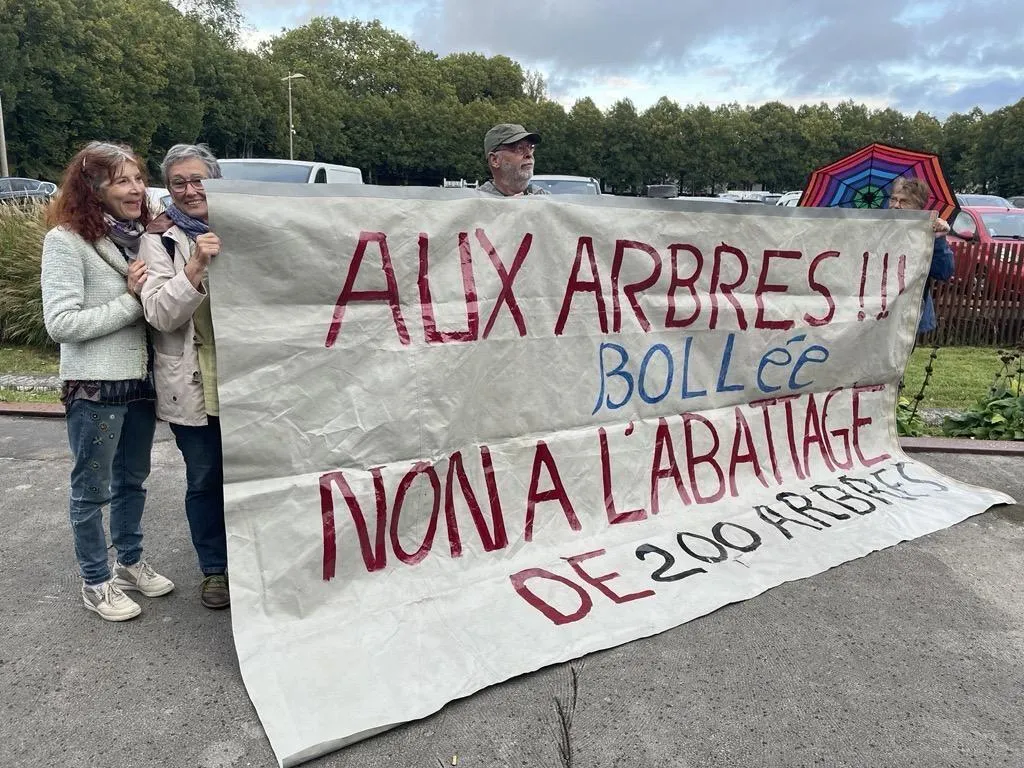 AUX ARBRES !!!
BOLLéE
NON A L'ABATTAGE
DE 200 ARBRES